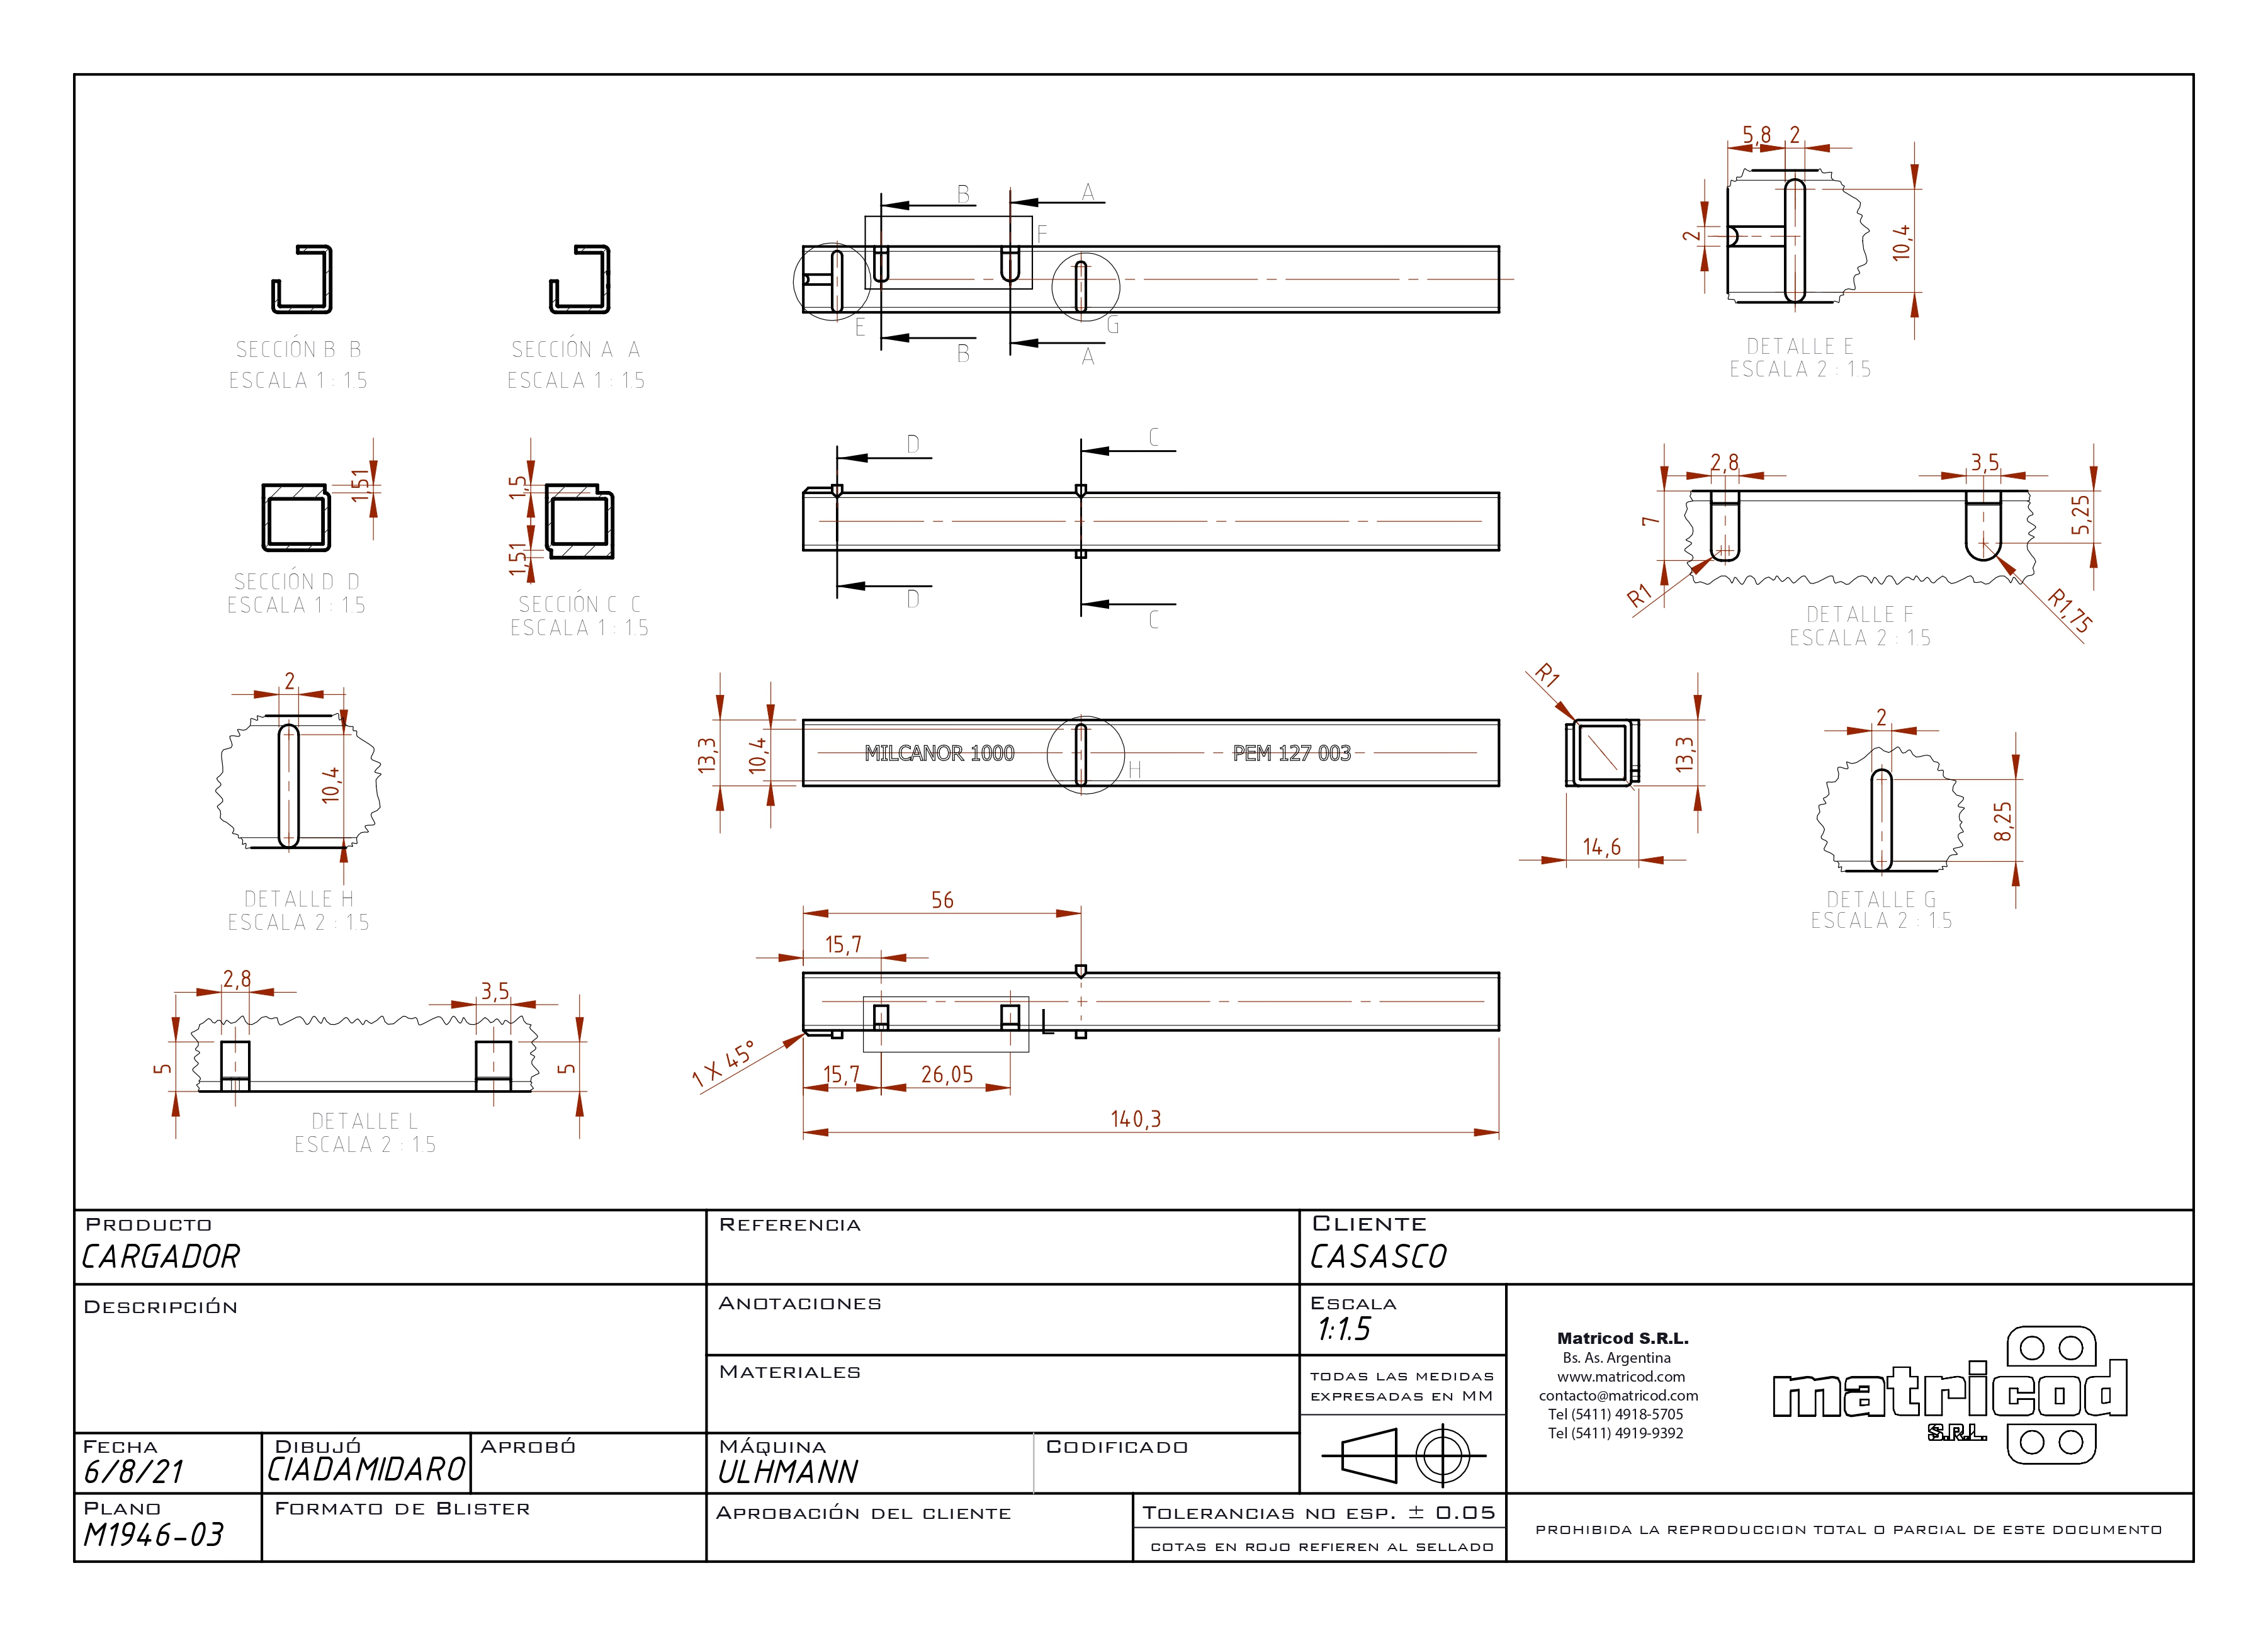 B
A
F
E
G
B
A
SECCIÓN B B
ESCALA 1 : 1.5
SECCIÓN A A
ESCALA 1 : 1.5
5,8
2
2
10,4
DETALLE E
ESCALA 2 : 1.5
1,51
SECCIÓN D D
ESCALA 1 : 1.5
1,5
1,51
SECCIÓN C C
ESCALA 1 : 1.5
D
C
D
C
2,8
3,5
7
5,25
R1
R1,75
DETALLE F
ESCALA 2 : 1.5
2
10,4
DETALLE H
ESCALA 2 : 1.5
13,3
10,4
MILCANOR 1000
PEM 127 003
H
R1
13,3
14,6
2
8,25
DETALLE G
ESCALA 2 : 1.5
2,8
3,5
5
5
DETALLE L
ESCALA 2 : 1.5
56
15,7
L
1 X 45°
15,7
26,05
140,3
PRODUCTO
CARGADOR
REFERENCIA
CLIENTE
CASASCO
DESCRIPCIÓN
ANOTACIONES
ESCALA
1:1.5
MATERIALES
TODAS LAS MEDIDAS
EXPRESADAS EN MM
Matricod S.R.L.
Bs. As. Argentina
www.matricod.com
contacto@matricod.com
Tel (5411) 4918-5705
Tel (5411) 4919-9392
matricod
S.R.L.
FECHA
6/8/21
DIBUJÓ
CIADAMIDARO
APROBÓ
MÁQUINA
ULHMANN
CODIFICADO
PLANO
M1946-03
FORMATO DE BLISTER
APROBACIÓN DEL CLIENTE
TOLERANCIAS NO ESP. ± 0.05
COTAS EN ROJO REFIEREN AL SELLADO
PROHIBIDA LA REPRODUCCION TOTAL O PARCIAL DE ESTE DOCUMENTO